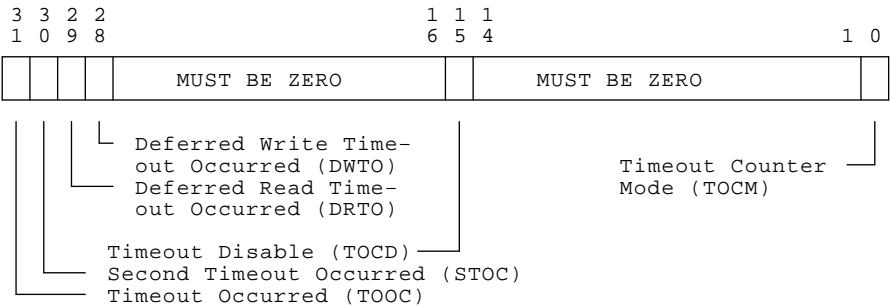 3 3 2 2 1 1 1
1 0 9 8 6 5 4 1 0
MUST BE ZERO MUST BE ZERO
Deferred Write Time-
out Occurred (DWTO)
Deferred Read Time-
out Occurred (DRTO)
Timeout Counter
Mode (TOCM)
Timeout Disable (TOCD)
Second Timeout Occurred (STOC)
Timeout Occurred (TOOC)